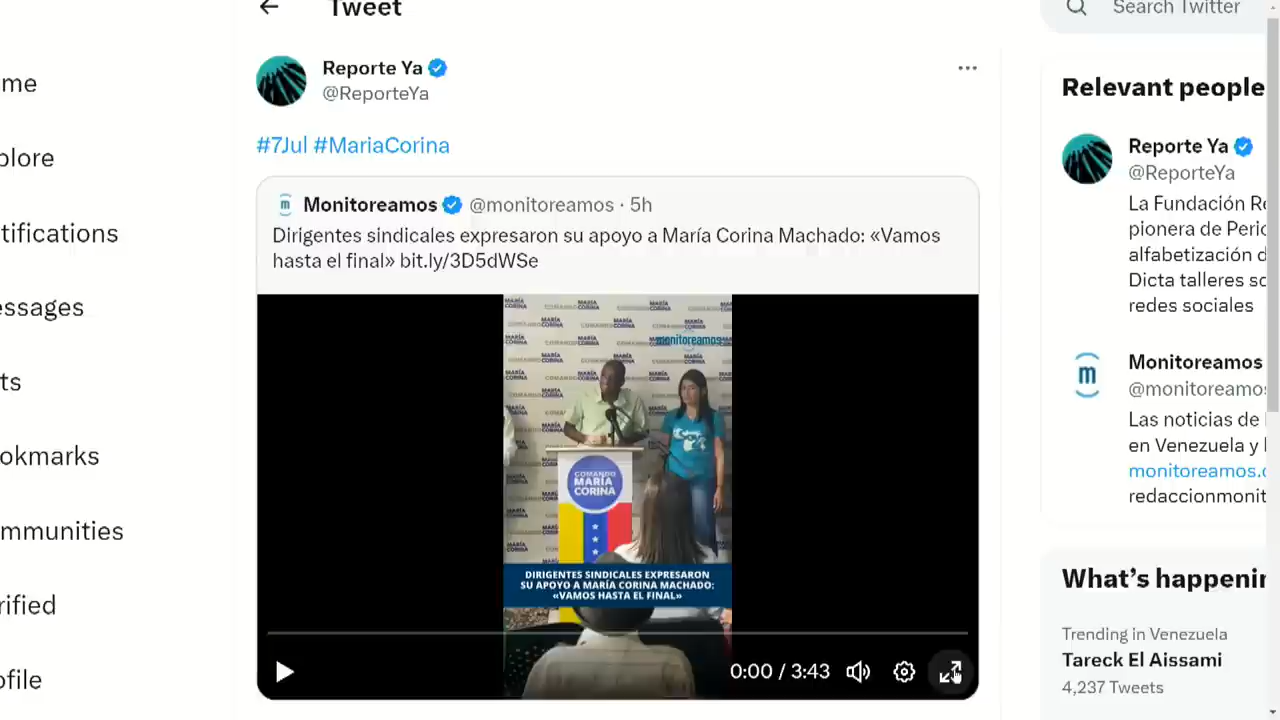 Tweet
Search Twitter
me
Reporte Ya
@ReporteYa
#7Jul #MariaCorina
Monitoreamos @monitoreamos · 5h
Dirigentes sindicales expresaron su apoyo a María Corina Machado: «Vamos
hasta el final» bit.ly/3D5dWSe
monitoreamos
COMANDO
MARÍA
CORINA
DIRIGENTES SINDICALES EXPRESARON
SU APOYO A MARÍA CORINA MACHADO:
«VAMOS HASTA EL FINAL»
0:00 / 3:43
plore
tifications
essages
ts
okmarks
mmunities
rified
ofile
Relevant people
Reporte Ya
@ReporteYa
La Fundación Re
pionera de Perio
alfabetización d
Dicta talleres so
redes sociales
m
Monitoreamos
@monitoreamos
Las noticias de
en Venezuela y
monitoreamos.c
redaccionmonit
What's happenin
Trending in Venezuela
Tareck El Aissami
4,237 Tweets